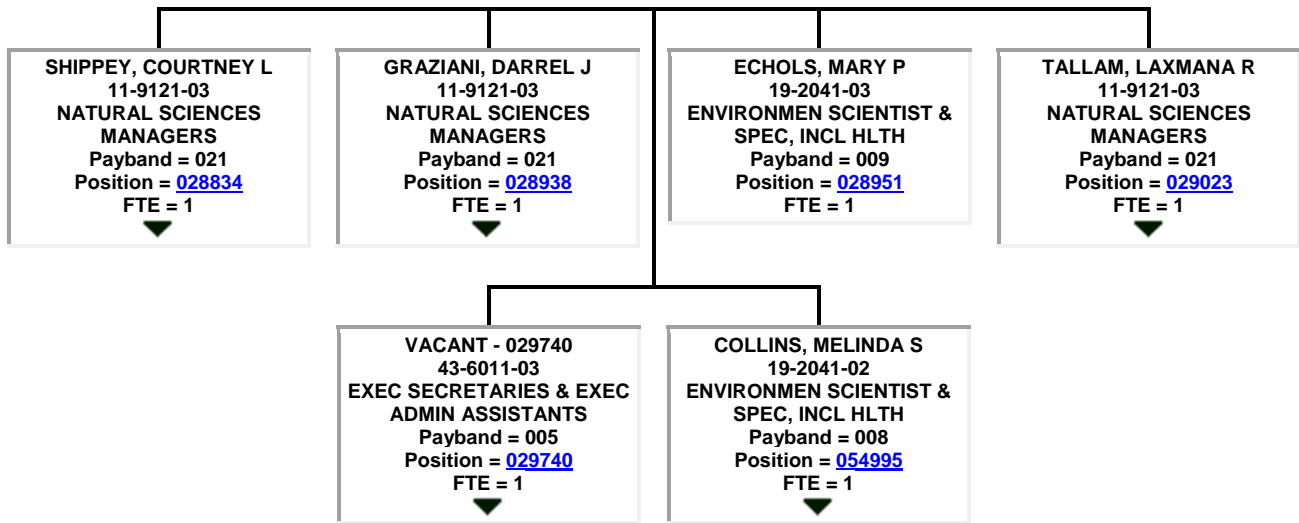 SHIPPEY, COURTNEY L
11-9121-03
NATURAL SCIENCES
MANAGERS
Payband = 021
Position = 028834
FTE = 1
GRAZIANI, DARREL J
11-9121-03
NATURAL SCIENCES
MANAGERS
Payband = 021
Position = 028938
FTE = 1
ECHOLS, MARY P
19-2041-03
ENVIRONMEN SCIENTIST &
SPEC, INCL HLTH
Payband = 009
Position = 028951
FTE = 1
TALLAM, LAXMANA R
11-9121-03
NATURAL SCIENCES
MANAGERS
Payband = 021
Position = 029023
FTE = 1
VACANT - 029740
43-6011-03
EXEC SECRETARIES & EXEC
ADMIN ASSISTANTS
Payband = 005
Position = 029740
FTE = 1
COLLINS, MELINDA S
19-2041-02
ENVIRONMEN SCIENTIST &
SPEC, INCL HLTH
Payband = 008
Position = 054995
FTE = 1